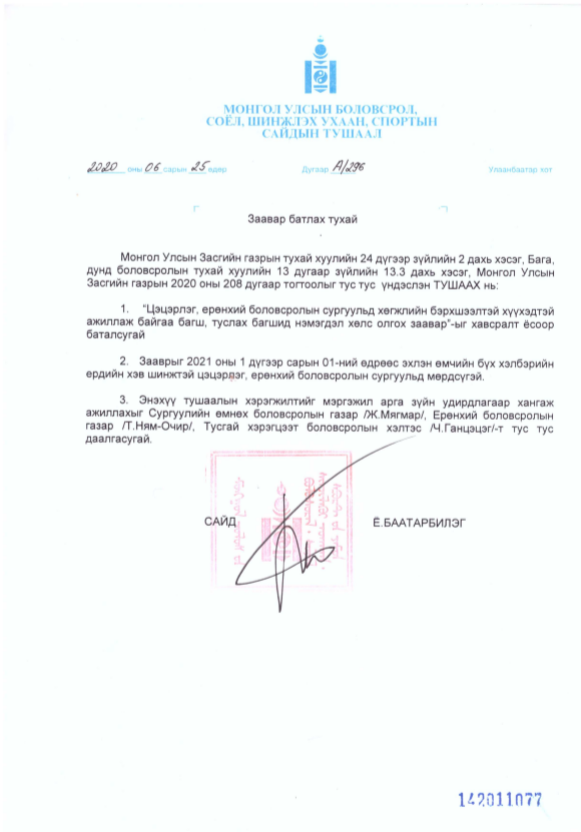 МОНГОЛ УЛСЫН БОЛОВСРОЛ,
СОЁЛ, ШИНЖЛЭХ УХААН, СПОРТЫН
САЙДЫН ТУШААЛ
2020 оны 06 сарын 25 өдөр Дугаар А/296 Улаанбаатар хот
Заавар батлах тухай
Монгол Улсын Засгийн газрын тухай хуулийн 24 дүгээр зүйлийн 2 дахь хэсэг, Бага,
дунд боловсролын тухай хуулийн 13 дугаар зүйлийн 13.3 дахь хэсэг, Монгол Улсын
Засгийн газрын 2020 оны 208 дугаар тогтоолыг тус тус үндэслэн ТУШААХ нь:
1. "Цэцэрлэг, ерөнхий боловсролын сургуульд хөгжлийн бэрхшээлтэй хүүхэдтэй
ажиллаж байгаа багш, туслах багшид нэмэгдэл хөлс олгох заавар"-ыг хавсралт ёсоор
баталсугай
2. Зааврыг 2021 оны 1 дүгээр сарын 01-ний өдрөөс эхлэн өмчийн бүх хэлбэрийн
ердийн хэв шинжтэй цэцэрлэг, ерөнхий боловсролын сургуульд мөрдсүгэй.
3. Энэхүү тушаалын хэрэгжилтийг мэргэжил арга зүйн удирдлагаар хангаж
ажиллахыг Сургуулийн өмнөх боловсролын газар /Ж.Мягмар/, Ерөнхий боловсролын
газар /Т.Ням-Очир/, Тусгай хэрэгцээт боловсролын хэлтэс /Ч.Ганцэцэг/-т тус тус
даалгасугай.
САЙД Ё.БААТАРБИЛЭГ
142011077